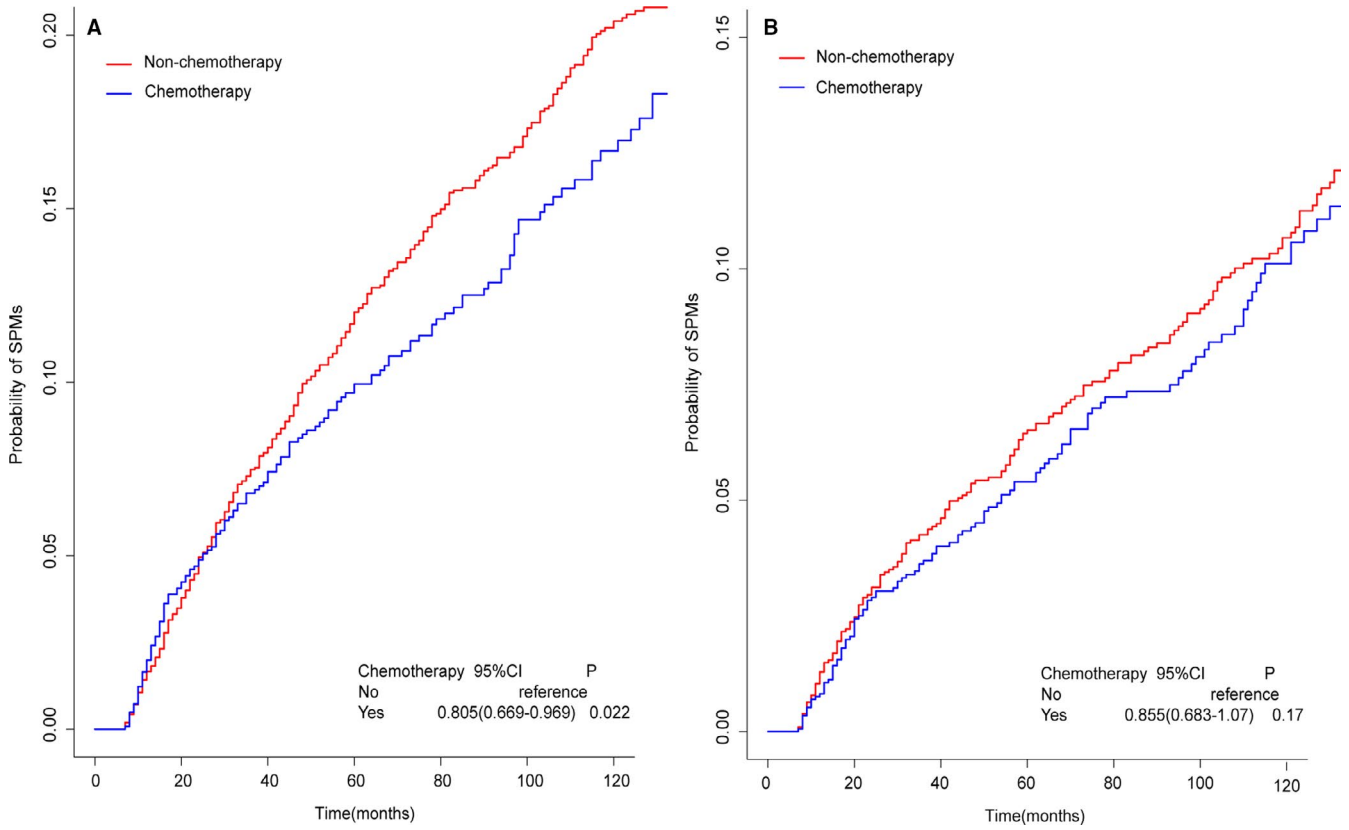 A
Non-chemotherapy
Chemotherapy
Probability of SPMs
0.20
0.15
0.10
0.05
0.00
Chemotherapy 95%CI P
No reference
Yes 0.805(0.669-0.969) 0.022
0 20 40 60 80 100 120
Time(months)
B
Non-chemotherapy
Chemotherapy
Probability of SPMs
0.15
0.10
0.05
0.00
Chemotherapy 95%CI P
No reference
Yes 0.855(0.683-1.07) 0.17
0 20 40 60 80 100 120
Time(months)